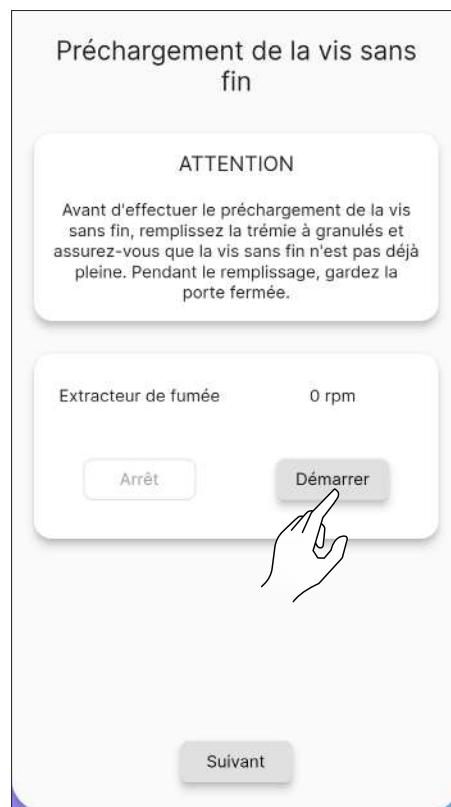 Préchargement de la vis sans
fin
ATTENTION
Avant d'effectuer le préchargement de la vis
sans fin, remplissez la trémie à granulés et
assurez-vous que la vis sans fin n'est pas déjà
pleine. Pendant le remplissage, gardez la
porte fermée.
Extracteur de fumée 0 rpm
Arrêt Démarrer
Suivant